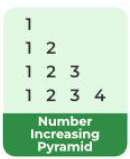 1
1 2
1 2 3
1 2 3 4
Number
Increasing
Pyramid